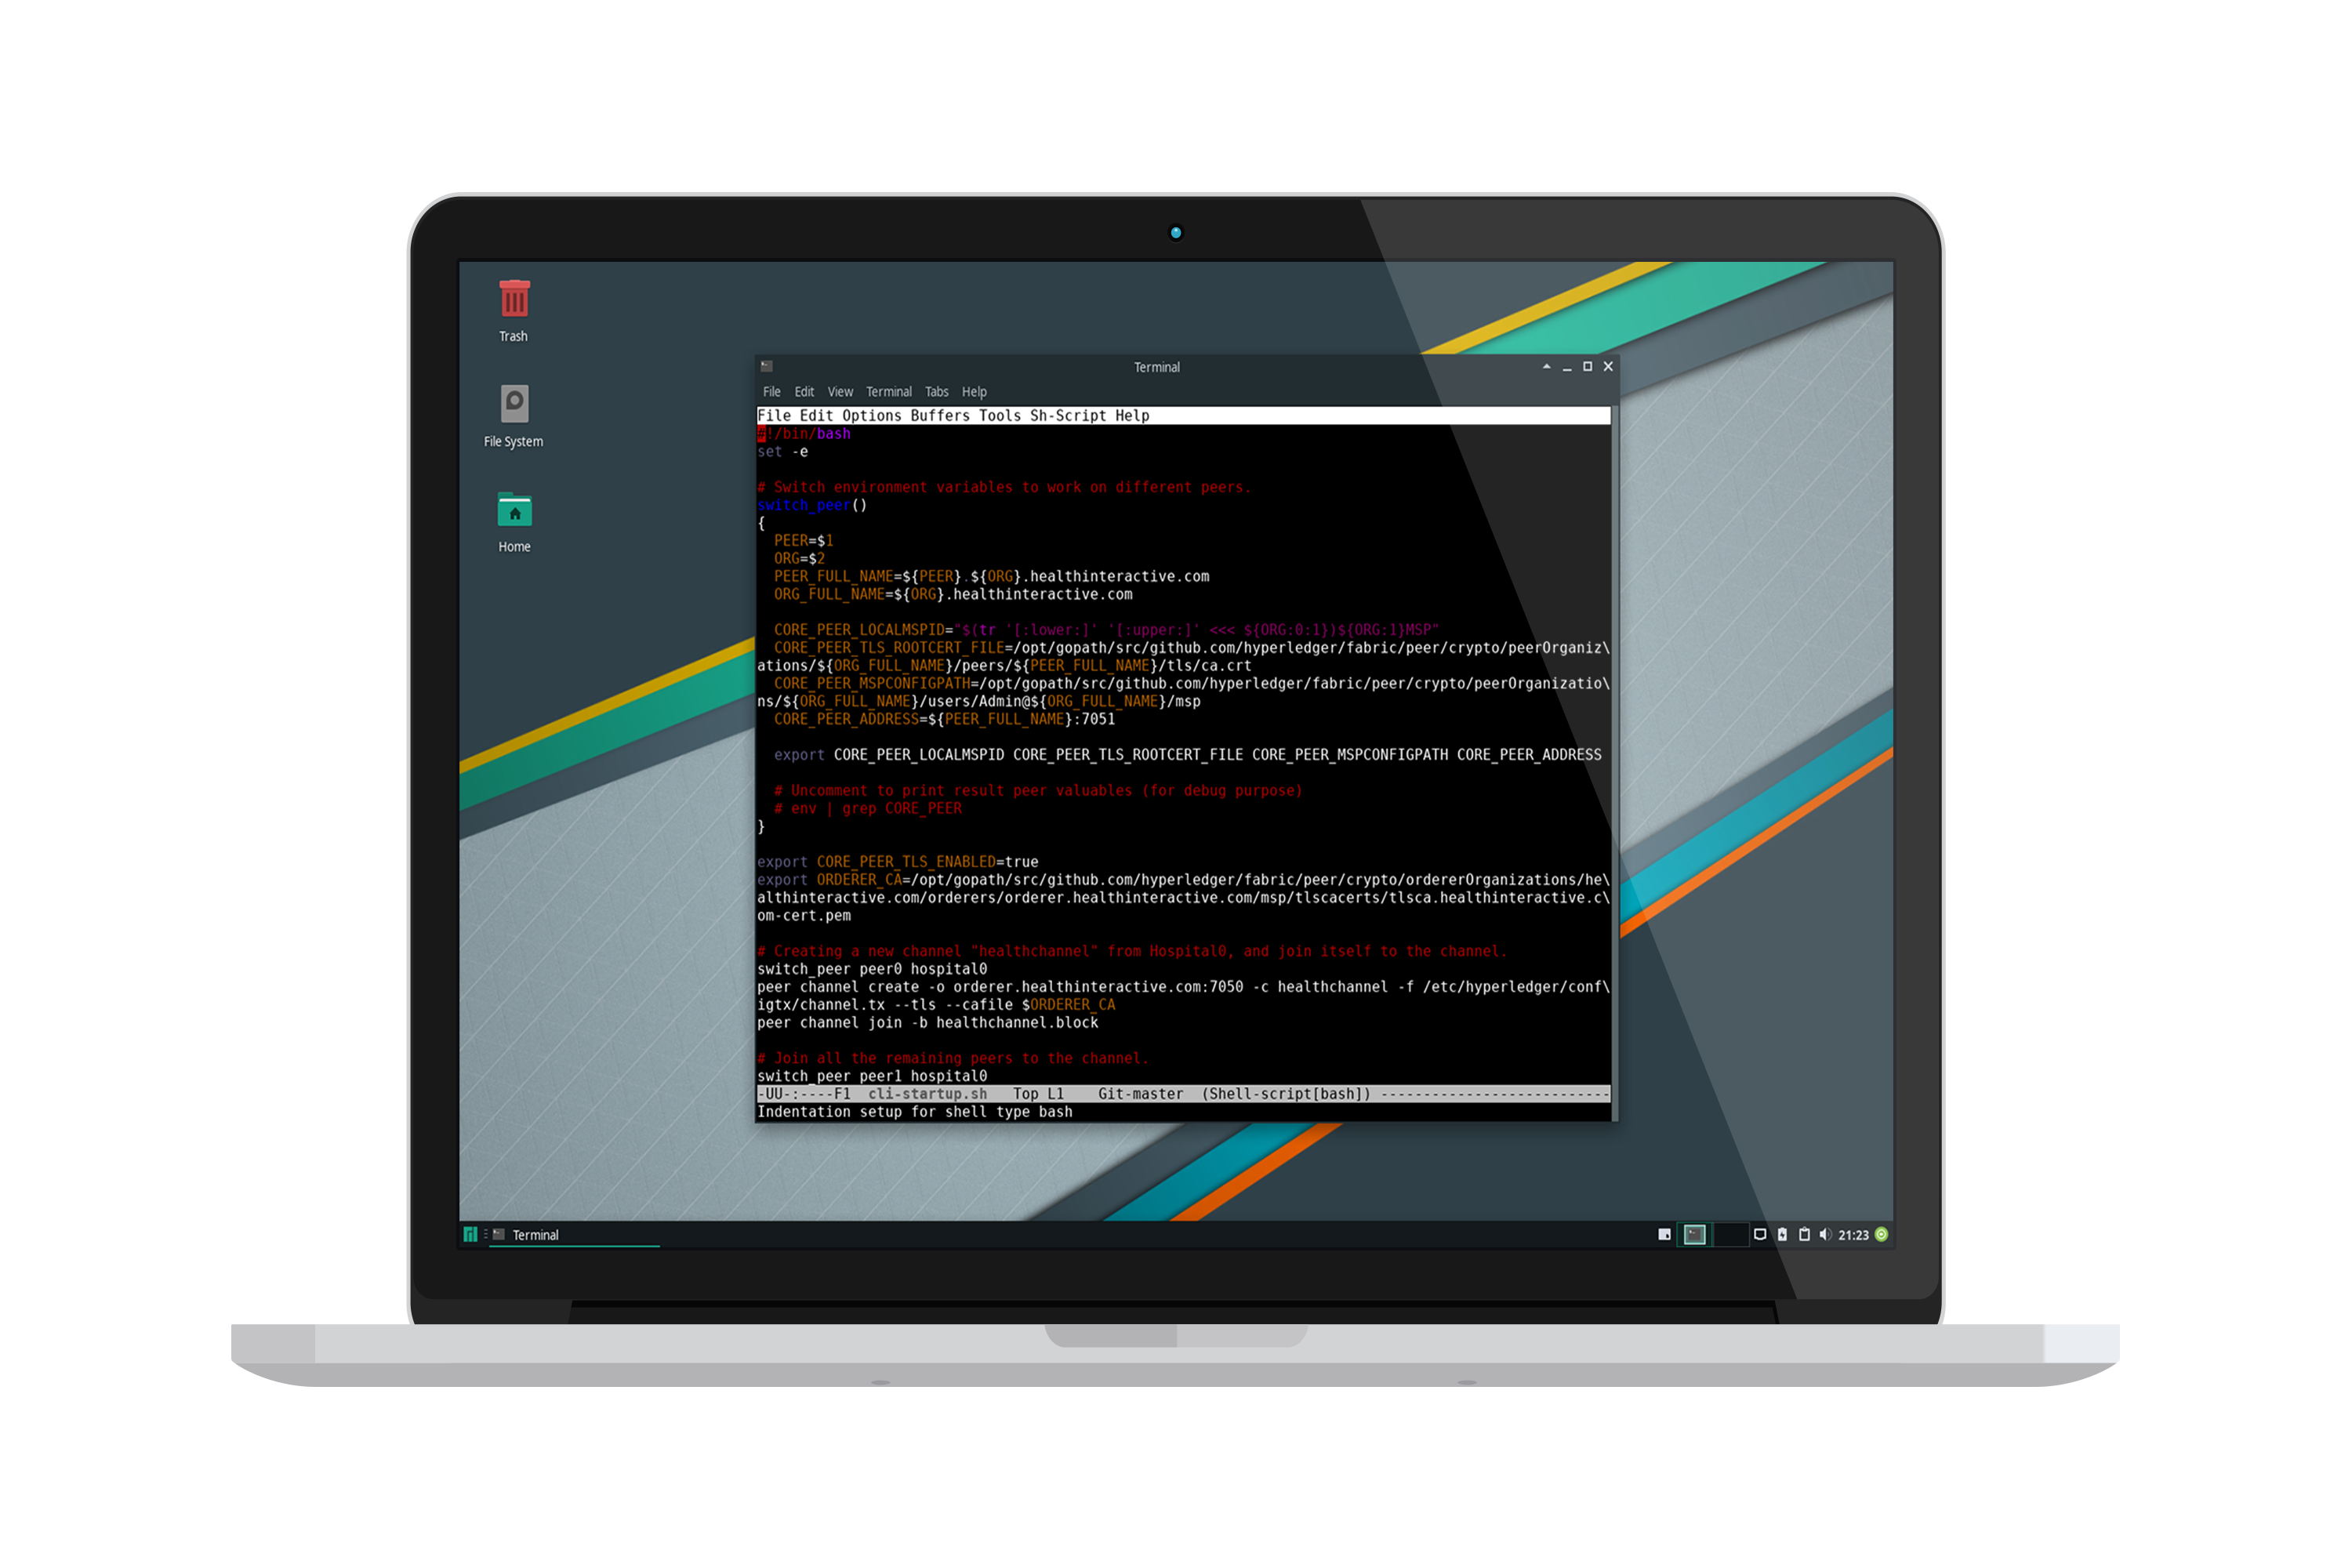 Trash
File System
Home
Terminal
File Edit View Terminal Tabs Help
File Edit Options Buffers Tools Sh-Script Help
#!/bin/bash
set -e
# Switch environment variables to work on different peers.
switch_peer()
{
  PEER=$1
  ORG=$2
  PEER_FULL_NAME=${PEER}.${ORG}.healthinteractive.com
  ORG_FULL_NAME=${ORG}.healthinteractive.com
  CORE_PEER_LOCALMSPID="$(tr '[:lower:]' '[:upper:]' <<< ${ORG:0:1})${ORG:1}MSP"
  CORE_PEER_TLS_ROOTCERT_FILE=/opt/gopath/src/github.com/hyperledger/fabric/peer/crypto/peerOrganiz\
ations/${ORG_FULL_NAME}/peers/${PEER_FULL_NAME}/tls/ca.crt
  CORE_PEER_MSPCONFIGPATH=/opt/gopath/src/github.com/hyperledger/fabric/peer/crypto/peerOrganizatio\
ns/${ORG_FULL_NAME}/users/Admin@${ORG_FULL_NAME}/msp
  CORE_PEER_ADDRESS=${PEER_FULL_NAME}:7051
  export CORE_PEER_LOCALMSPID CORE_PEER_TLS_ROOTCERT_FILE CORE_PEER_MSPCONFIGPATH CORE_PEER_ADDRESS
  # Uncomment to print result peer valuables (for debug purpose)
  # env | grep CORE_PEER
}
export CORE_PEER_TLS_ENABLED=true
export ORDERER_CA=/opt/gopath/src/github.com/hyperledger/fabric/peer/crypto/ordererOrganizations/he\
althinteractive.com/orderers/orderer.healthinteractive.com/msp/tlscacerts/tlsca.healthinteractive.c\
om-cert.pem
# Creating a new channel "healthchannel" from Hospital0, and join itself to the channel.
switch_peer peer0 hospital0
peer channel create -o orderer.healthinteractive.com:7050 -c healthchannel -f /etc/hyperledger/conf\
igtx/channel.tx --tls --cafile $ORDERER_CA
peer channel join -b healthchannel.block
# Join all the remaining peers to the channel.
switch_peer peer1 hospital0
-UU-:----F1  cli-startup.sh   Top L1    Git-master  (Shell-script[bash]) ---------------------------
Indentation setup for shell type bash
Terminal
21:23